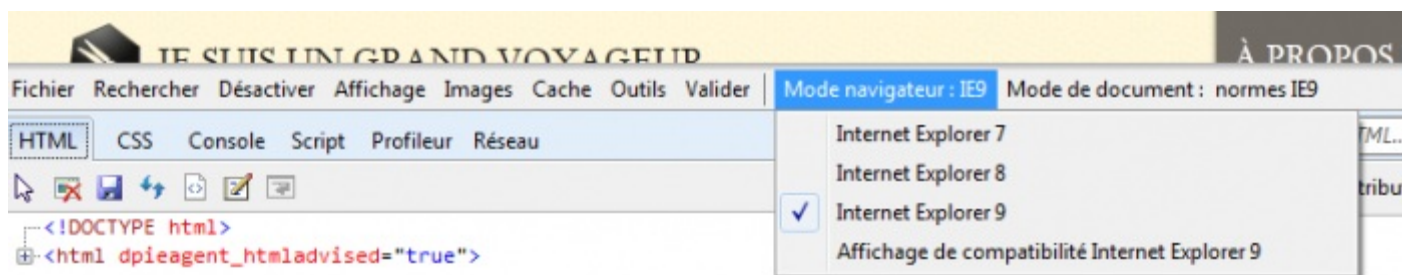 JE SUIS UN GRAND VOYAGEUR À PROPOS
Fichier Rechercher Désactiver Affichage Images Cache Outils Valider Mode navigateur : IE9 Mode de document : normes IE9
HTML CSS Console Script Profileur Réseau
Internet Explorer 7
Internet Explorer 8
Internet Explorer 9
Affichage de compatibilité Internet Explorer 9
<!DOCTYPE html>
<html dpieagent_htmladvised="true">